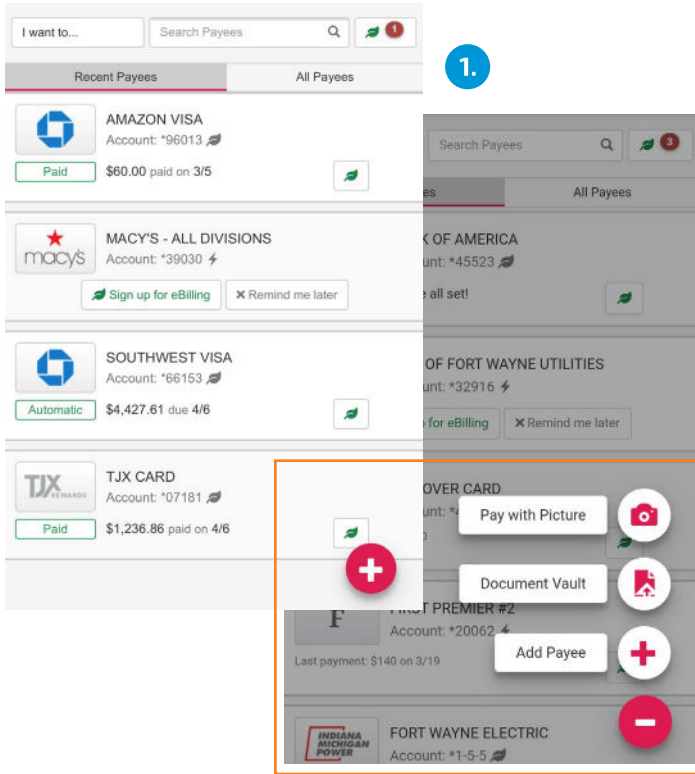 I want to...
Search Payees
1
Recent Payees
All Payees
AMAZON VISA
Account: *96013
Paid
$60.00 paid on 3/5
macy's
MACY'S - ALL DIVISIONS
Account: *39030
Sign up for eBilling
Remind me later
SOUTHWEST VISA
Account: *66153
Automatic
$4,427.61 due 4/6
TJX REWARDS
TJX CARD
Account: *07181
Paid
$1,236.86 paid on 4/6
1.
Search Payees
3
es
All Payees
OF AMERICA
unt: *45523
all set!
OF FORT WAYNE UTILITIES
unt: *32916
for eBilling
Remind me later
OVER CARD
unt: *4
Pay with Picture
Document Vault
F
FIRST PREMIER #2
Account: *20062
Last payment: $140 on 3/19
Add Payee
INDIANA
MICHIGAN
POWER
FORT WAYNE ELECTRIC
Account: *1-5-5